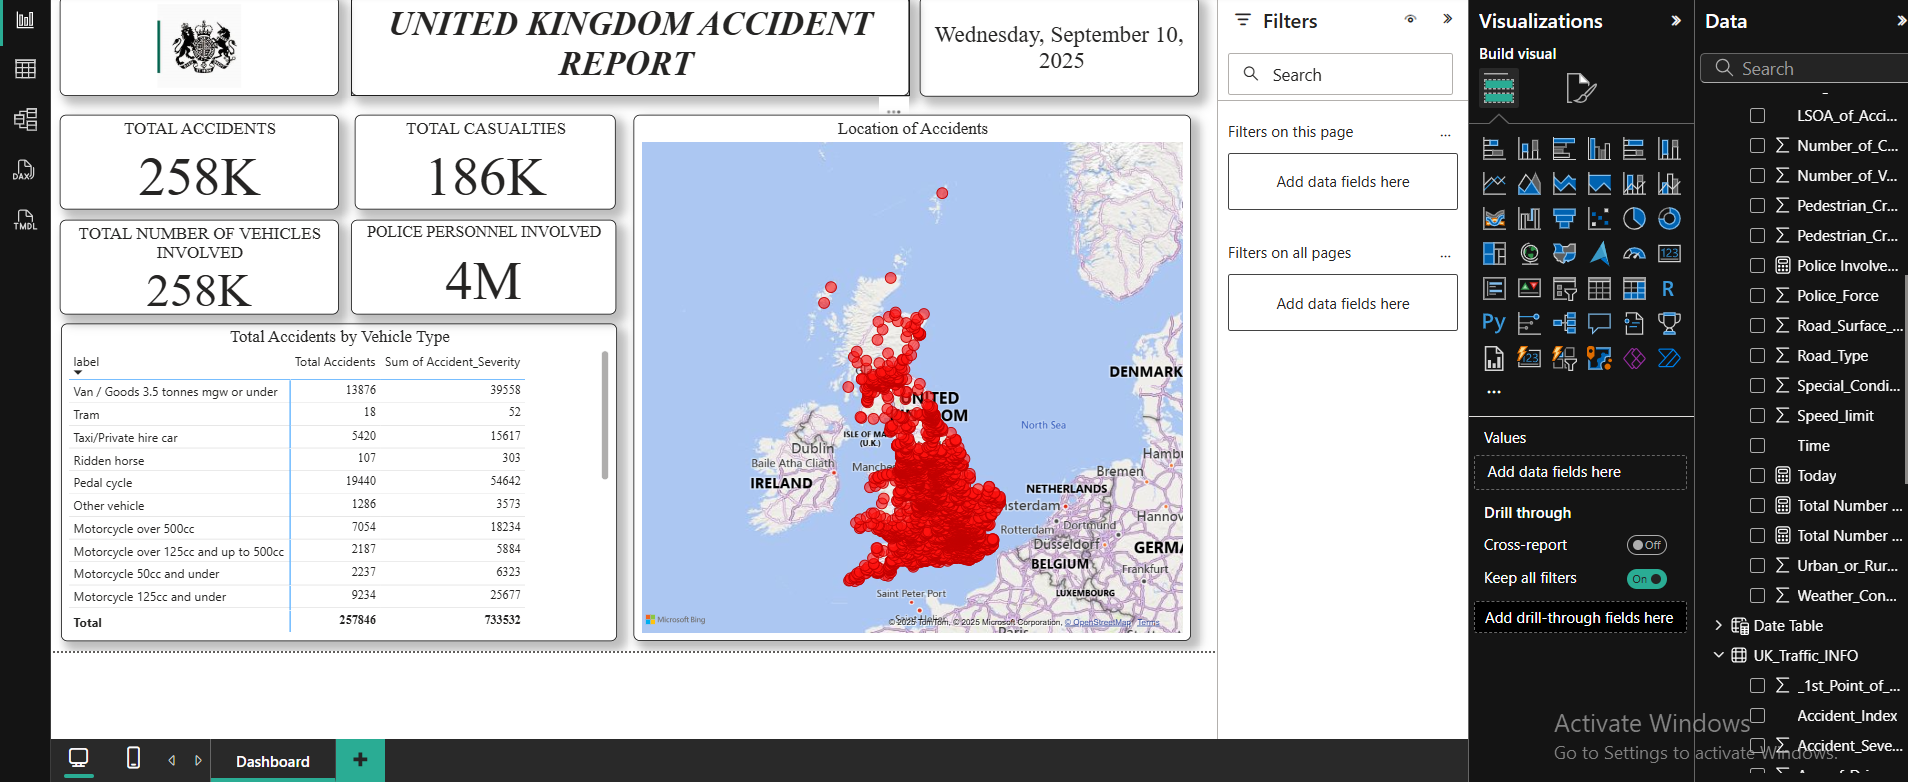 UNITED KINGDOM ACCIDENT
REPORT
Wednesday, September 10,
2025
TOTAL ACCIDENTS
258K
TOTAL CASUALTIES
186K
TOTAL NUMBER OF VEHICLES
INVOLVED
258K
POLICE PERSONNEL INVOLVED
4M
Total Accidents by Vehicle Type
label Total Accidents Sum of Accident_Severity
Van / Goods 3.5 tonnes mgw or under 13876 39558
Tram 18 52
Taxi/Private hire car 5420 15617
Ridden horse 107 303
Pedal cycle 19440 54642
Other vehicle 1286 3573
Motorcycle over 500cc 7054 18234
Motorcycle over 125cc and up to 500cc 2187 5884
Motorcycle 50cc and under 2237 6323
Motorcycle 125cc and under 9234 25677
Total 257846 733532
Location of Accidents
DENMARK
UNITED
North Sea
ISLE OF MA
(U.K.)
Dublin
Baile Átha Cliath
IRELAND
Manche
Hambu
Bremen
NETHERLANDS
msterdam
Hannov
Rotterdam
Dortmund
Düsseldorf
GERMA
BELGIUM
Frankfurt
LUXEMBOURG
Saint Peter Port
Paris
Microsoft Bing
© 2025 TomTom, © 2025 Microsoft Corporation, © OpenStreetMap Terms
Filters
Search
Filters on this page
...
Add data fields here
Filters on all pages
...
Add data fields here
Visualizations
Build visual
123
R
Py
123
...
Values
Add data fields here
Drill through
Cross-report
Off
Keep all filters
On
Add drill-through fields here
Data
Search
LSOA_of_Acci...
Number_of_C...
Number_of_V...
Pedestrian_Cr...
Pedestrian_Cr...
Police Involve...
Police_Force
Road_Surface_...
Road_Type
Special_Condi...
Speed_limit
Time
Today
Total Number ...
Total Number ...
Urban_or_Rur...
Weather_Con...
Date Table
UK_Traffic_INFO
_1st_Point_of_...
Accident_Index
Accident_Seve...
Activate Windows
Go to Settings to activate Windows.
DAX
TMDL
Dashboard